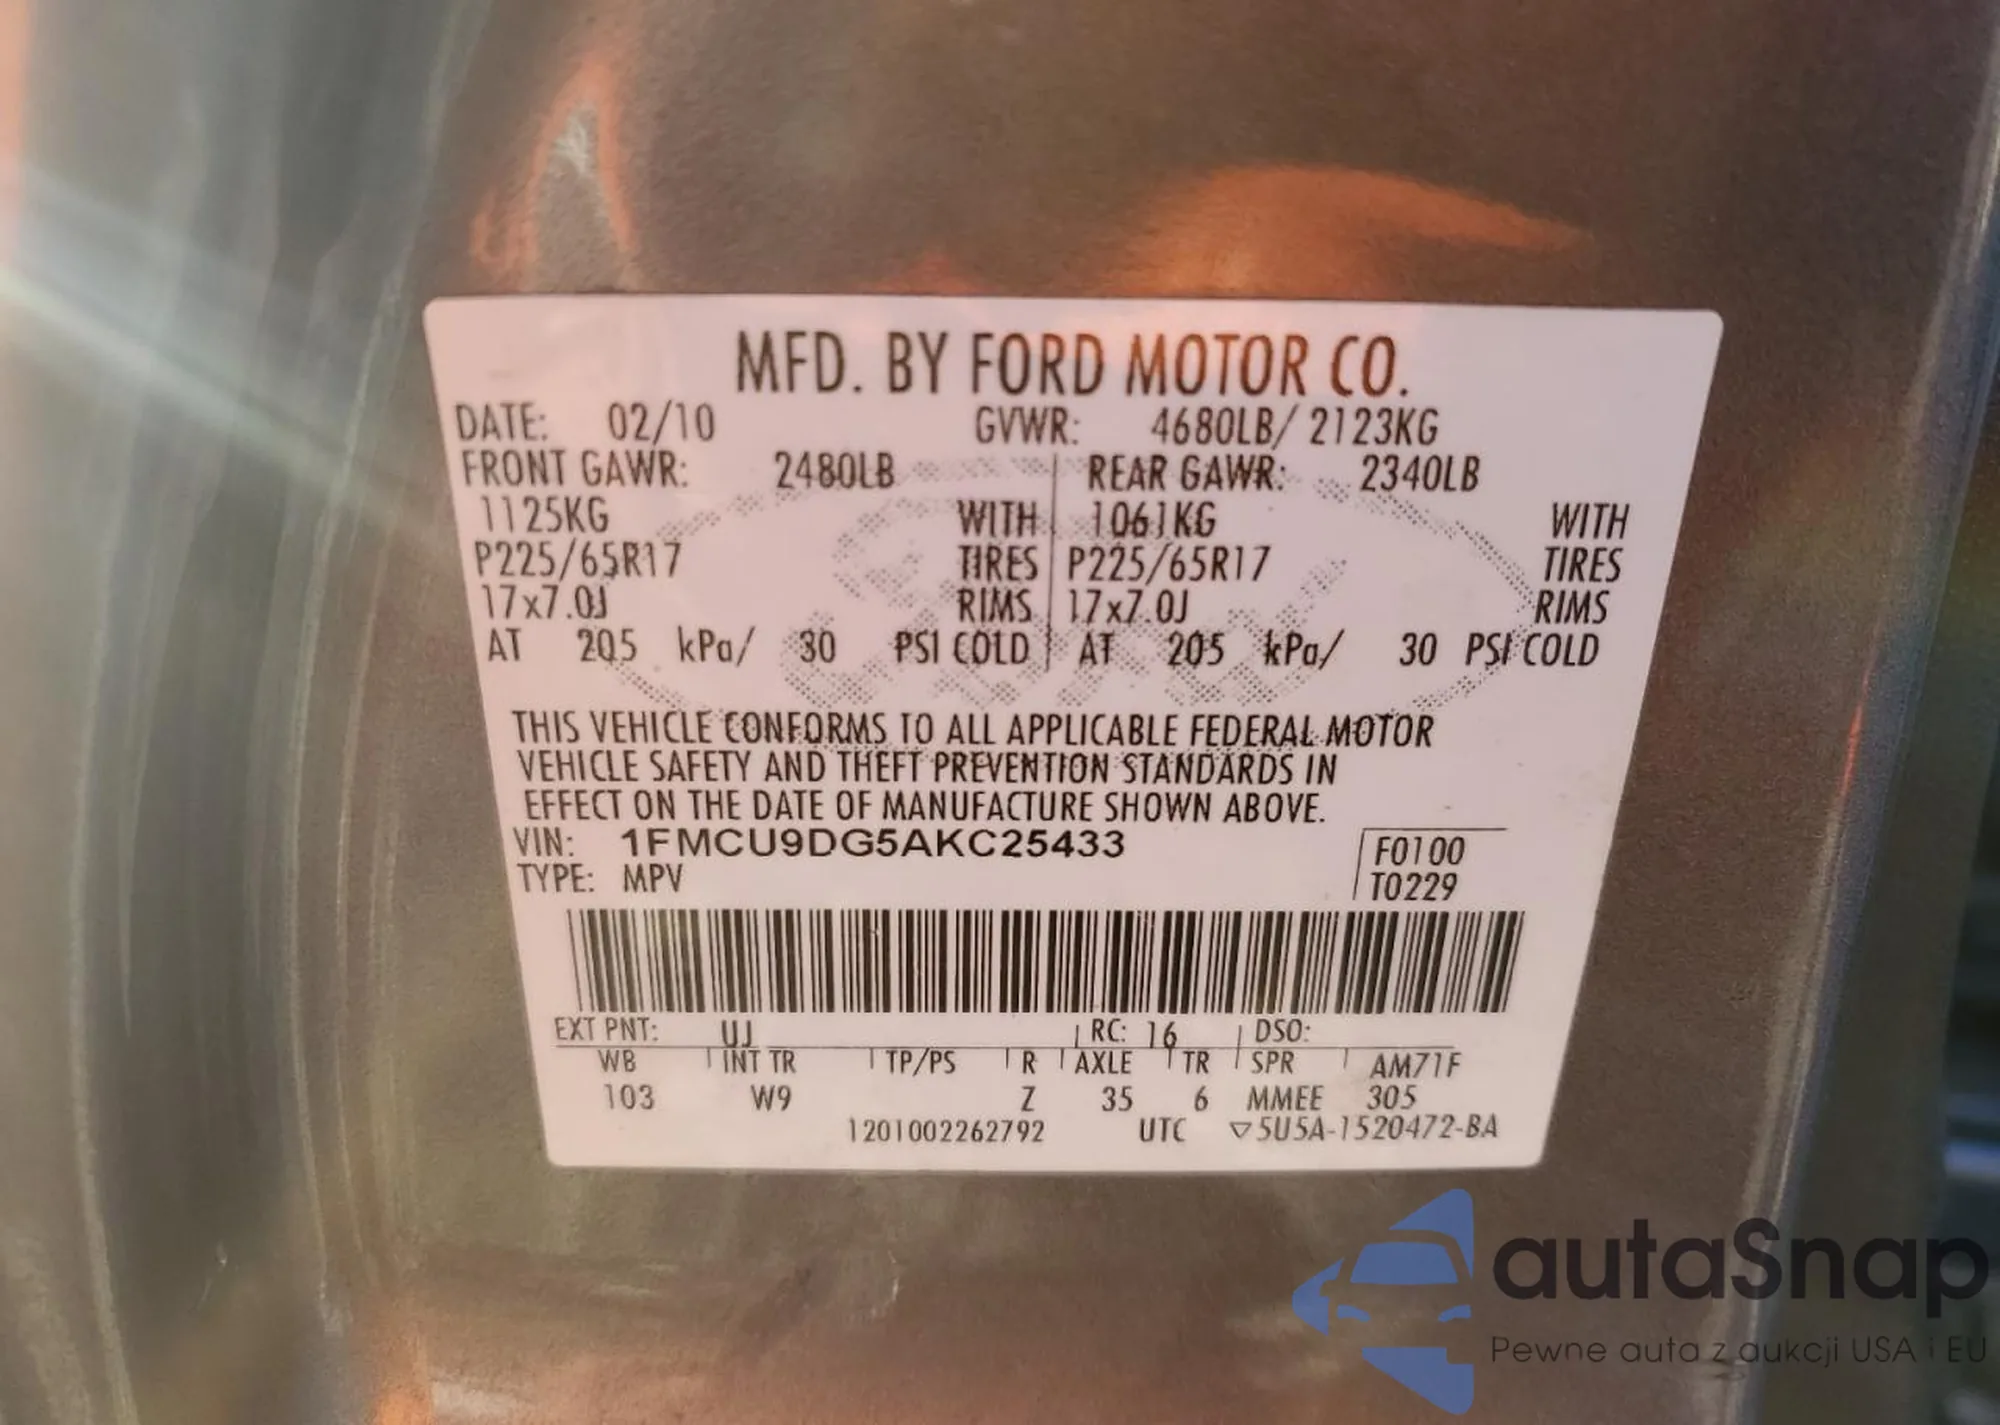 MFD. BY FORD MOTOR CO.
DATE: 02/10 GVWR: 4680LB/ 2123KG
FRONT GAWR: 2480LB REAR GAWR: 2340LB
1125KG WITH 1061KG WITH
P225/65R17 TIRES P225/65R17 TIRES
17x7.0J RIMS 17x7.0J RIMS
AT 205 kPa/ 30 PSI COLD AT 205 kPa/ 30 PSI COLD
THIS VEHICLE CONFORMS TO ALL APPLICABLE FEDERAL MOTOR
VEHICLE SAFETY AND THEFT PREVENTION STANDARDS IN
EFFECT ON THE DATE OF MANUFACTURE SHOWN ABOVE.
VIN: 1FMCU9DG5AKC25433 F0100
TYPE: MPV T0229
EXT PNT: UJ RC: 16 DSO:
WB INT TR TP/PS R AXLE TR SPR AM71F
103 W9 Z 35 6 MMEE 305
1201002262792 UTC ▽5U5A-1520472-BA
autaSnap
Pewne auta z aukcji USA i EU